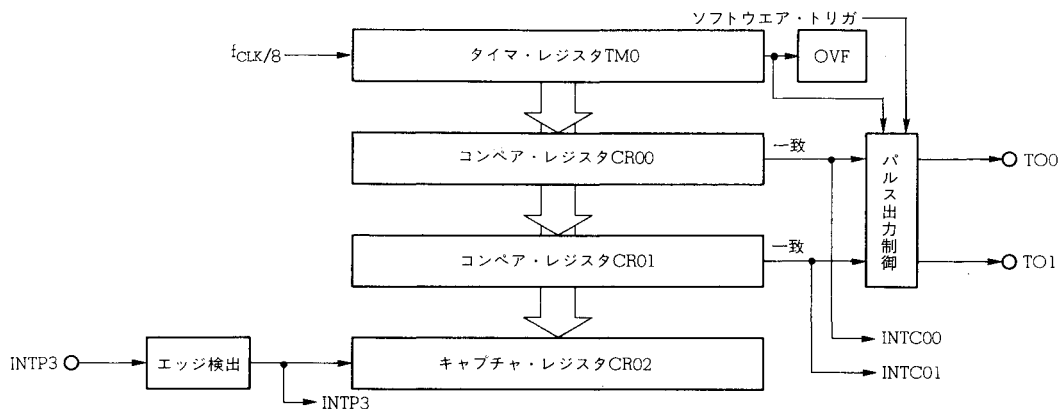 ソフトウエア・トリガ
fCLK/8
タイマ・レジスタTM0
OVF
コンペア・レジスタCR00
一致
パルス出力制御
TO0
コンペア・レジスタCR01
一致
TO1
INTC00
INTP3
エッジ検出
キャプチャ・レジスタCR02
INTC01
INTP3